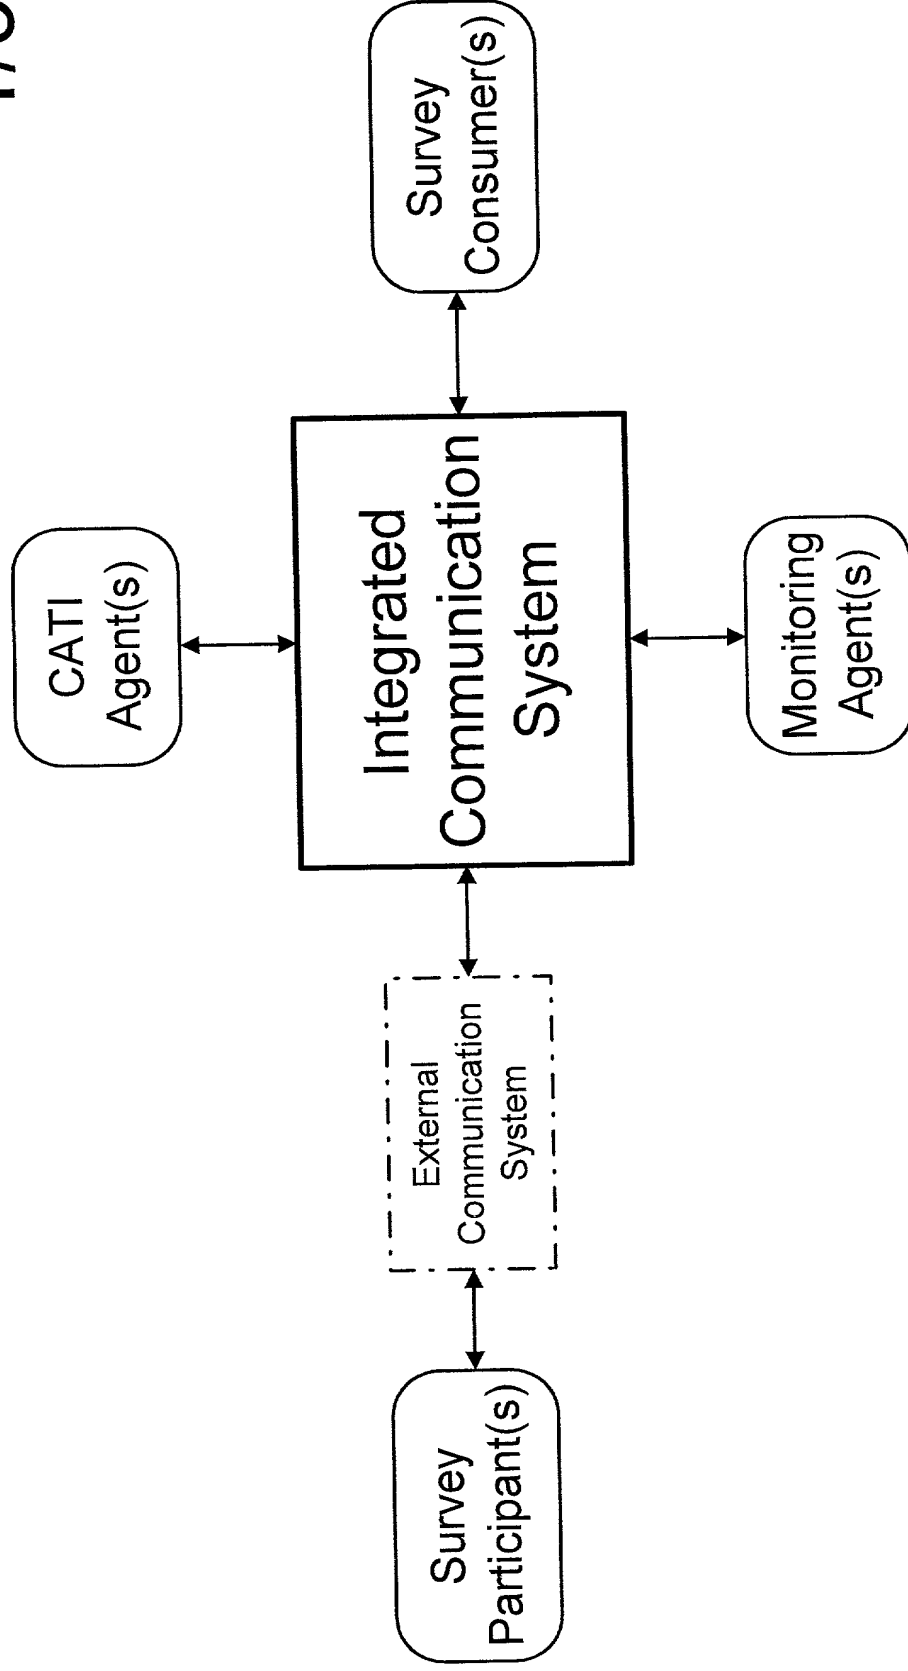 CATI
Agent(s)
Survey
Participant(s)
External
Communication
System
Integrated
Communication
System
Survey
Consumer(s)
Monitoring
Agent(s)